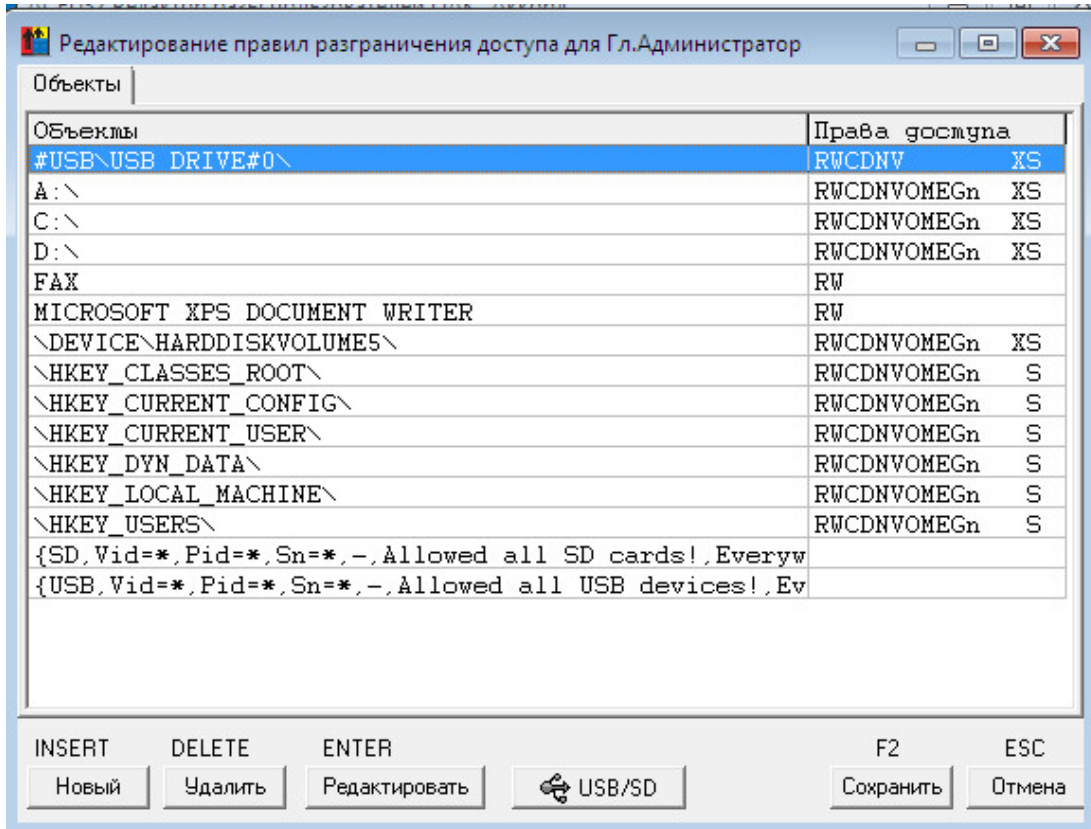 Редактирование правил разграничения доступа для Гл.Администратор
Объекты
Объекты Права доступа
#USB\USB DRIVE#0\ RWCDNV XS
A:\ RWCDNVOMEGn XS
C:\ RWCDNVOMEGn XS
D:\ RWCDNVOMEGn XS
FAX RW
MICROSOFT XPS DOCUMENT WRITER RW
\DEVICE\HARDDISKVOLUME5\ RWCDNVOMEGn XS
\HKEY_CLASSES_ROOT\ RWCDNVOMEGn S
\HKEY_CURRENT_CONFIG\ RWCDNVOMEGn S
\HKEY_CURRENT_USER\ RWCDNVOMEGn S
\HKEY_DYN_DATA\ RWCDNVOMEGn S
\HKEY_LOCAL_MACHINE\ RWCDNVOMEGn S
\HKEY_USERS\ RWCDNVOMEGn S
{SD,Vid=*,Pid=*,Sn=*,-,Allowed all SD cards!,Everyw
{USB,Vid=*,Pid=*,Sn=*,-,Allowed all USB devices!,Ev
INSERT DELETE ENTER F2 ESC
Новый Удалить Редактировать USB/SD Сохранить Отмена